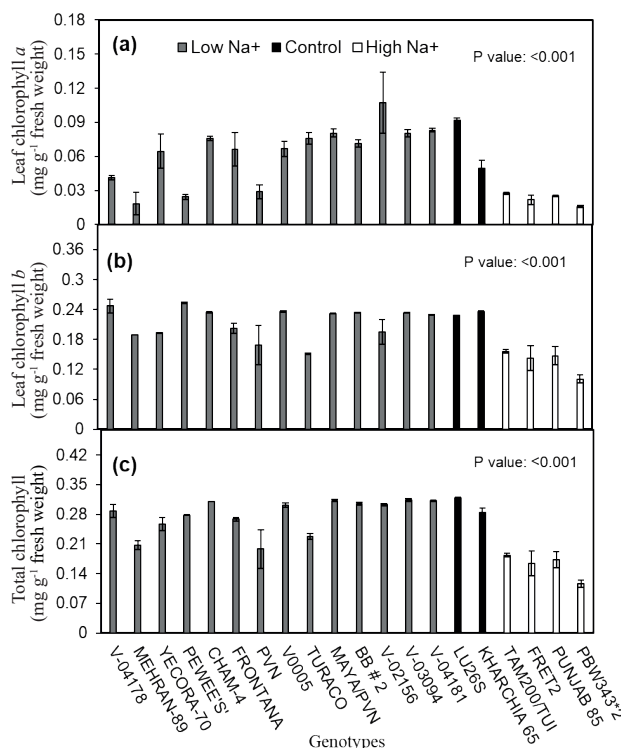 (a)
Low Na+ Control High Na+
P value: <0.001
Leaf chlorophyll a
(mg g-1 fresh weight)
0.18
0.15
0.12
0.09
0.06
0.03
0
(b)
P value: <0.001
Leaf chlorophyll b
(mg g-1 fresh weight)
0.36
0.3
0.24
0.18
0.12
0.06
0
(c)
P value: <0.001
Total chlorophyll
(mg g-1 fresh weight)
0.42
0.35
0.28
0.21
0.14
0.07
0
V-04178
MEHRAN-89
YECORA-70
PEWEE'S'
CHAM-4
FRONTANA
PVN
V0005
TURACO
MAYA/PVN
BB # 2
V-02156
V-03094
V-04181
LU26S
KHARCHIA 65
TAM200/TUI
FRET2
PUNJAB 85
PBW343*2
Genotypes